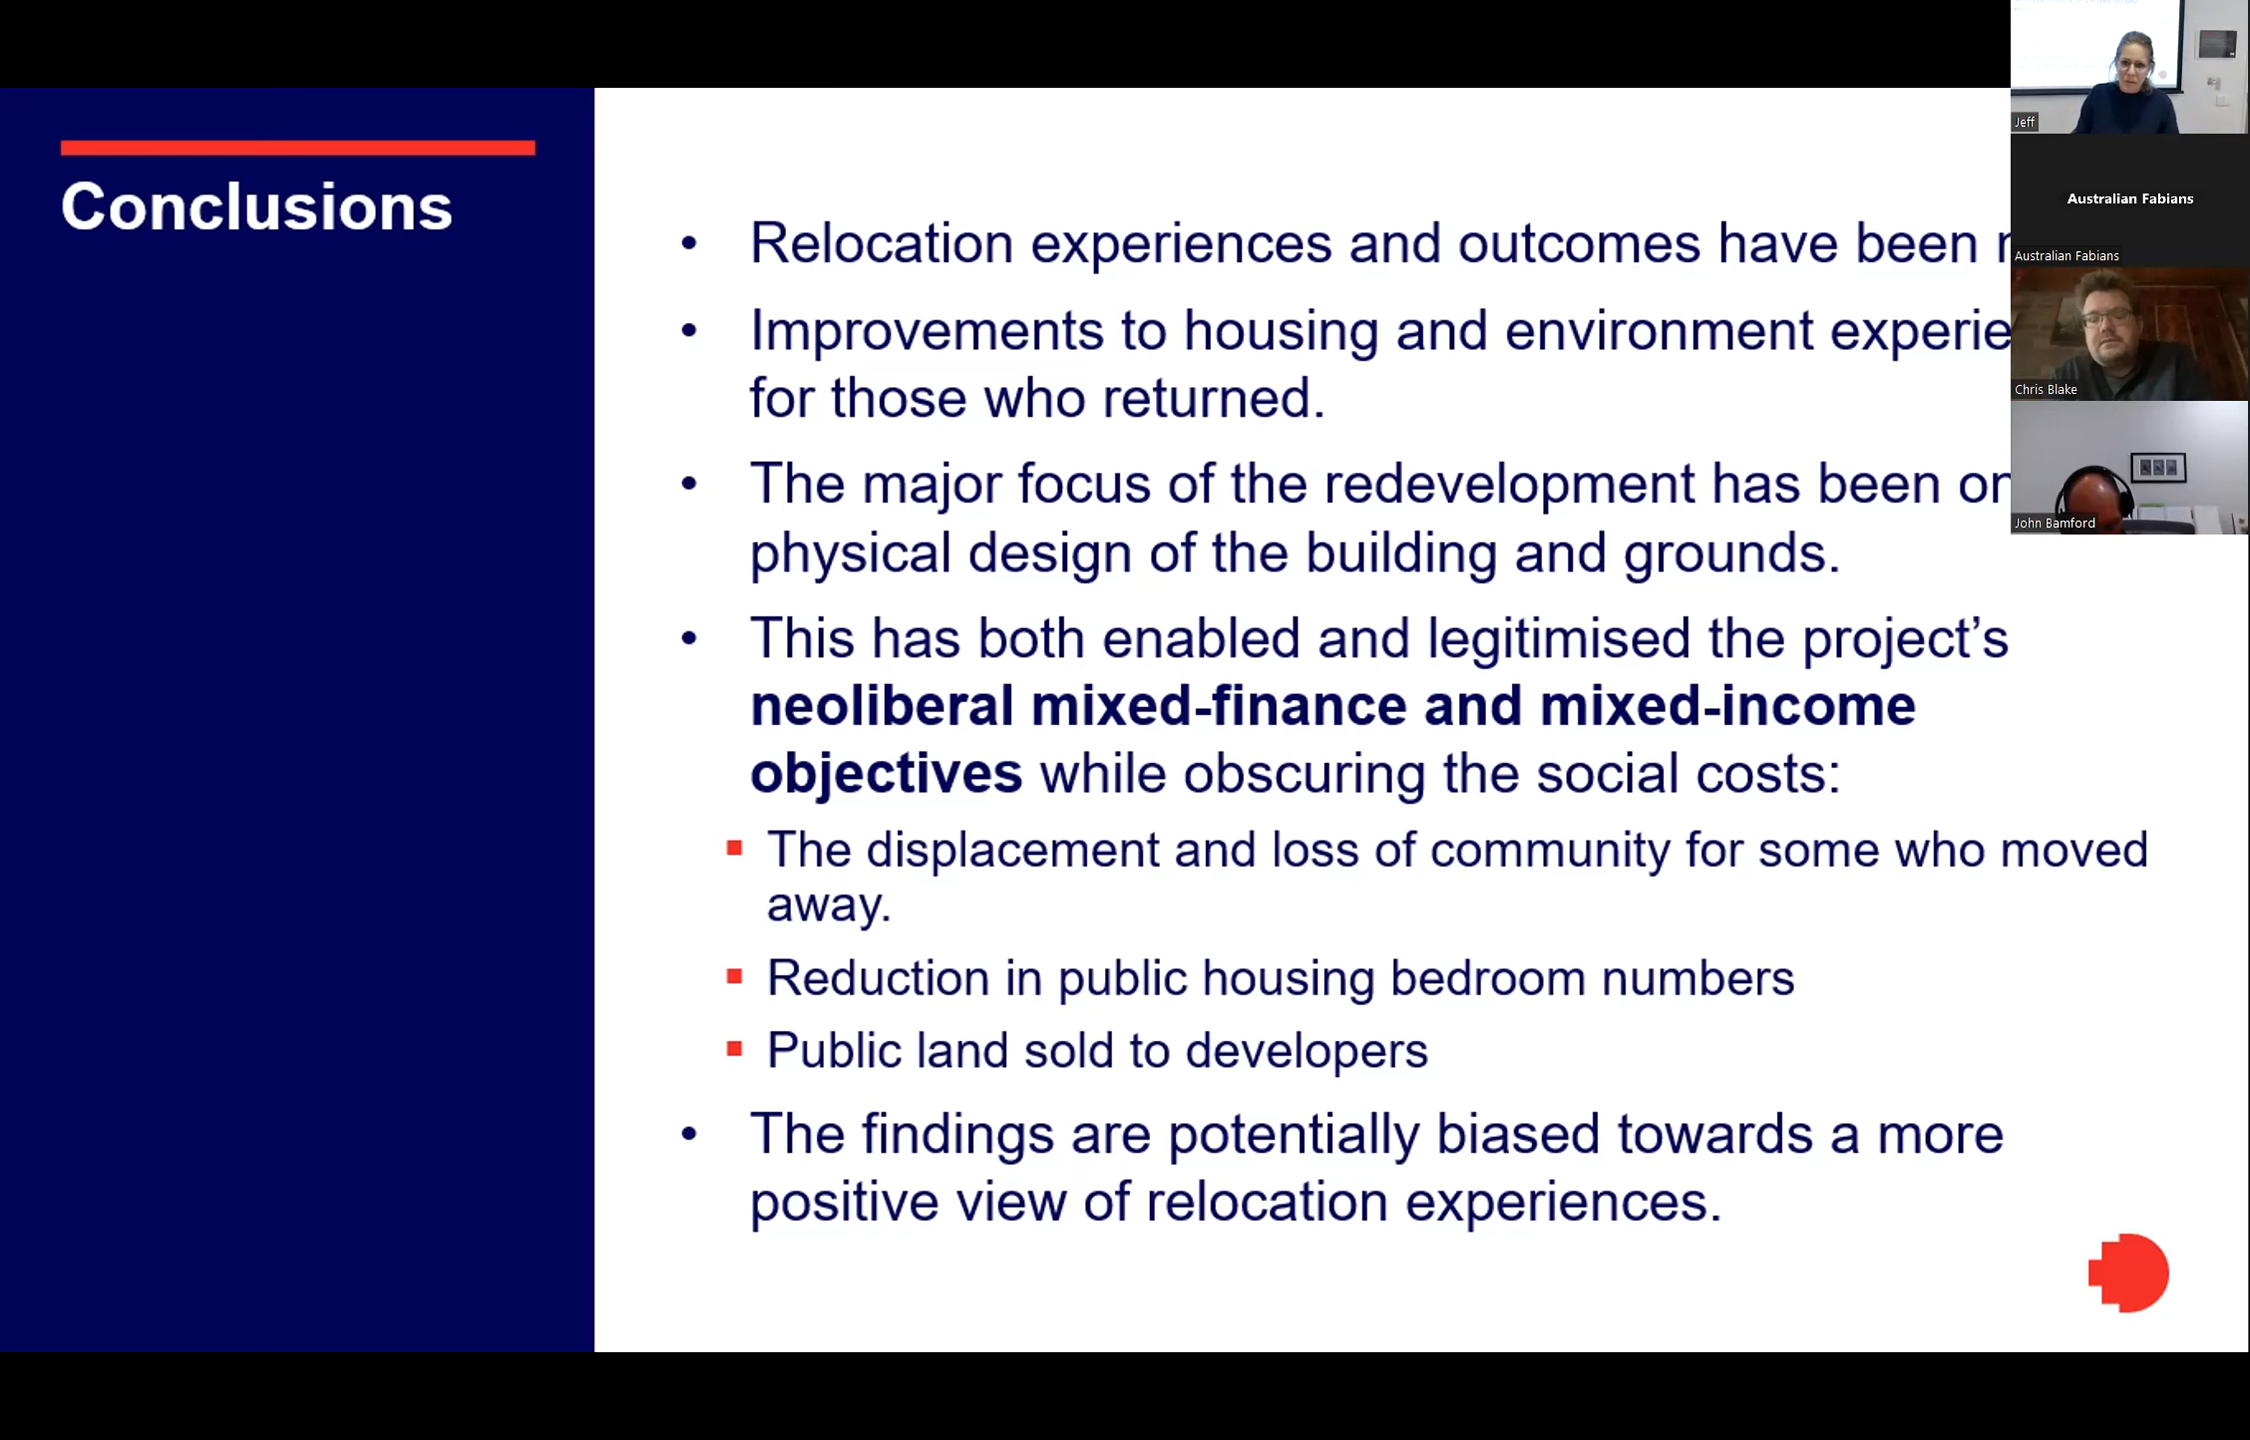 Conclusions
• Relocation experiences and outcomes have been
• Improvements to housing and environment
for those who returned.
• The major focus of the redevelopment has been
physical design of the building and grounds.
• This has both enabled and legitimised the project’s
neoliberal mixed-finance and mixed-income
objectives while obscuring the social costs:
▪ The displacement and loss of community for some who moved
away.
▪ Reduction in public housing bedroom numbers
▪ Public land sold to developers
• The findings are potentially biased towards a more
positive view of relocation experiences.
Jeff
Australian Fabians
Australian Fabians
Chris Blake
John Bamford